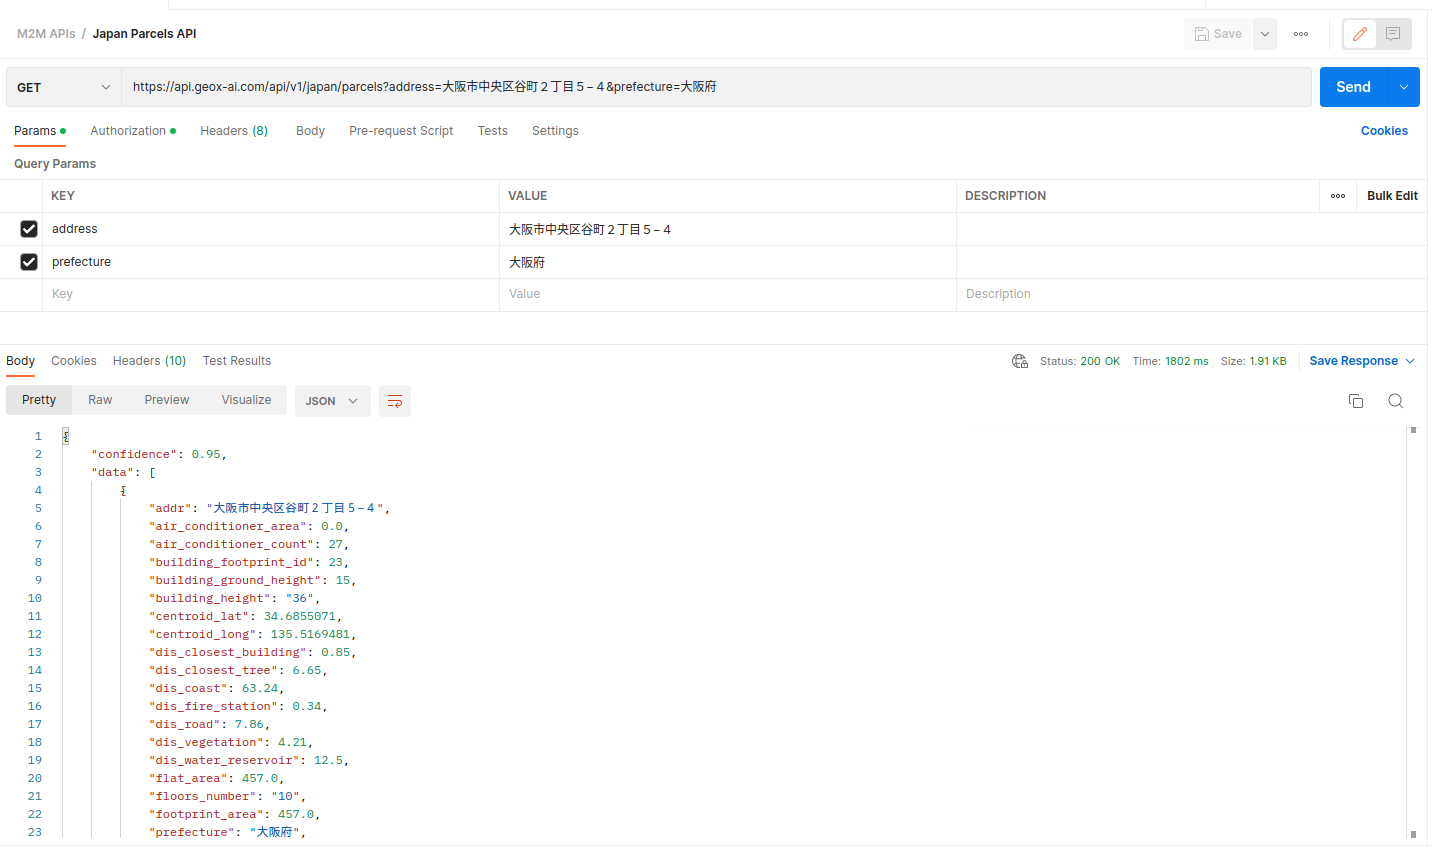 M2M APIs / Japan Parcels API
Save
GET
https://api.geox-ai.com/api/v1/japan/parcels?address=大阪市中央区谷町２丁目５−４&prefecture=大阪府
Send
Params Authorization Headers (8) Body Pre-request Script Tests Settings Cookies
Query Params
KEY VALUE DESCRIPTION Bulk Edit
address 大阪市中央区谷町２丁目５−４
prefecture 大阪府
Key Value Description
Body Cookies Headers (10) Test Results Status: 200 OK Time: 1802 ms Size: 1.91 KB Save Response
Pretty Raw Preview Visualize JSON
1 {
2 "confidence": 0.95,
3 "data": [
4 {
5 "addr": "大阪市中央区谷町２丁目５−４",
6 "air_conditioner_area": 0.0,
7 "air_conditioner_count": 27,
8 "building_footprint_id": 23,
9 "building_ground_height": 15,
10 "building_height": "36",
11 "centroid_lat": 34.6855071,
12 "centroid_long": 135.5169481,
13 "dis_closest_building": 0.85,
14 "dis_closest_tree": 6.65,
15 "dis_coast": 63.24,
16 "dis_fire_station": 0.34,
17 "dis_road": 7.86,
18 "dis_vegetation": 4.21,
19 "dis_water_reservoir": 12.5,
20 "flat_area": 457.0,
21 "floors_number": "10",
22 "footprint_area": 457.0,
23 "prefecture": "大阪府",